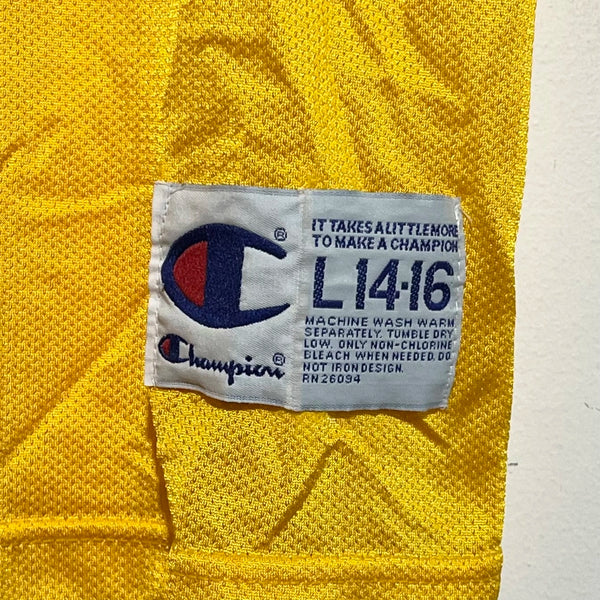 ®
Champion®
IT TAKES A LITTLE MORE
TO MAKE A CHAMPION
L 14-16
MACHINE WASH WARM
SEPARATELY. TUMBLE DRY
LOW. ONLY NON-CHLORINE
BLEACH WHEN NEEDED. DO
NOT IRON DESIGN.
RN 26094